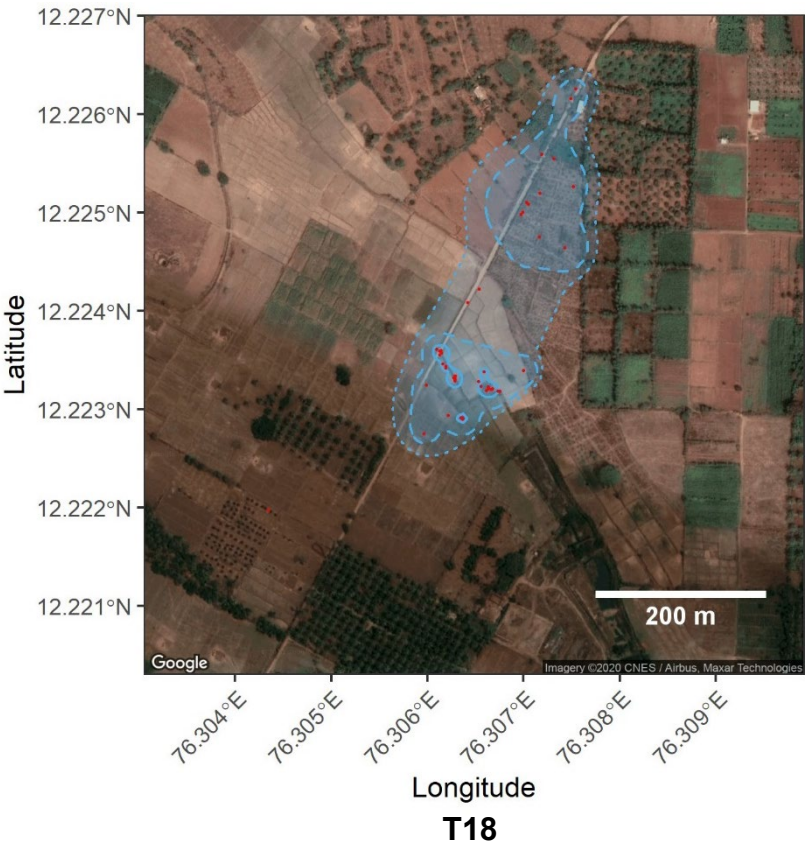 12.227°N
12.226°N
12.225°N
12.224°N
12.223°N
12.222°N
12.221°N
Latitude
200 m
Google
Imagery ©2020 CNES / Airbus, Maxar Technologies
76.304°E
76.305°E
76.306°E
76.307°E
76.308°E
76.309°E
Longitude
T18